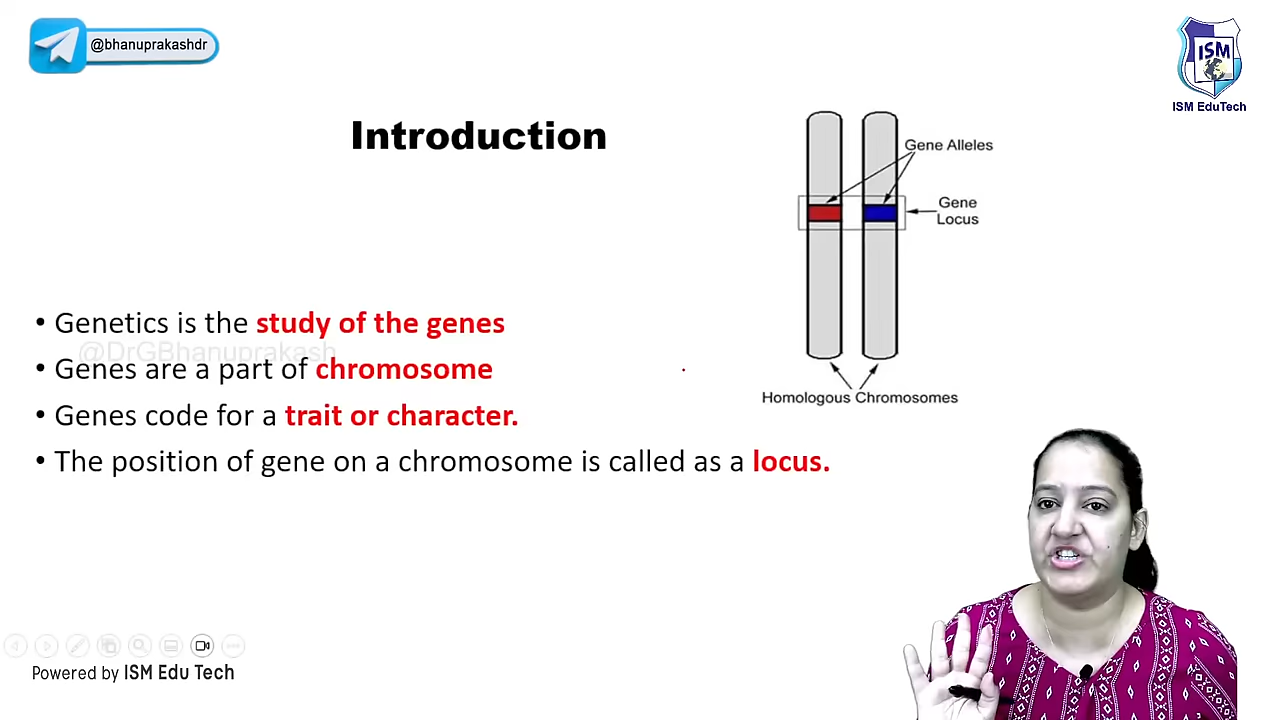 @bhanuprakashdr
ISM
ISM EduTech
Introduction
Gene Alleles
Gene
Locus
Homologous Chromosomes
• Genetics is the study of the genes
@DrGBhanuprakash
• Genes are a part of chromosome
• Genes code for a trait or character.
• The position of gene on a chromosome is called as a locus.
Powered by ISM Edu Tech